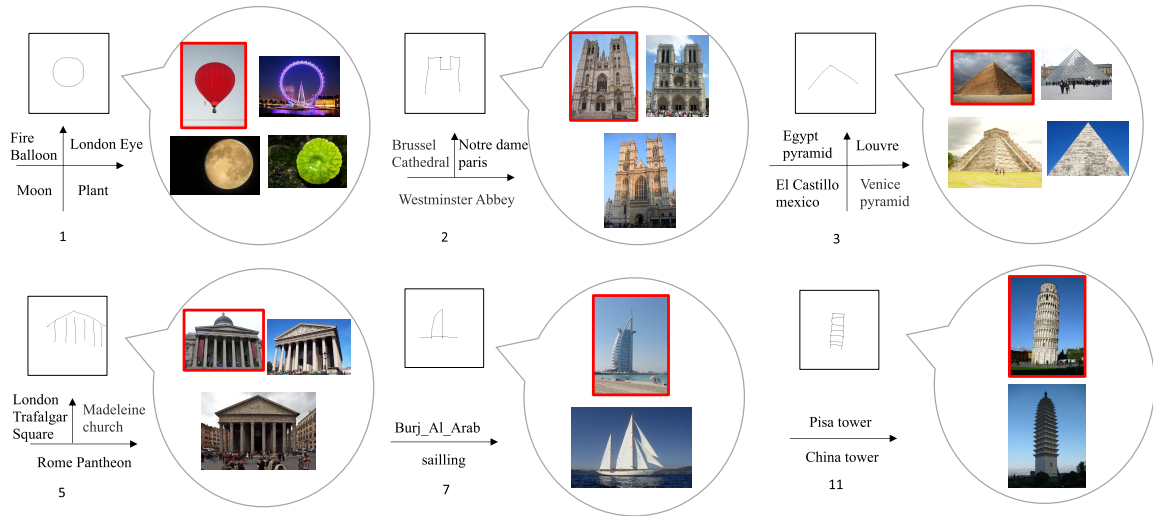 Fire
Balloon
London Eye
Moon
Plant
1
Brussel
Cathedral
Notre dame
paris
Westminster Abbey
2
Egypt
pyramid
Louvre
El Castillo
mexico
Venice
pyramid
3
London
Trafalgar
Square
Madeleine
church
Rome Pantheon
5
Burj_Al_Arab
sailling
7
Pisa tower
China tower
11